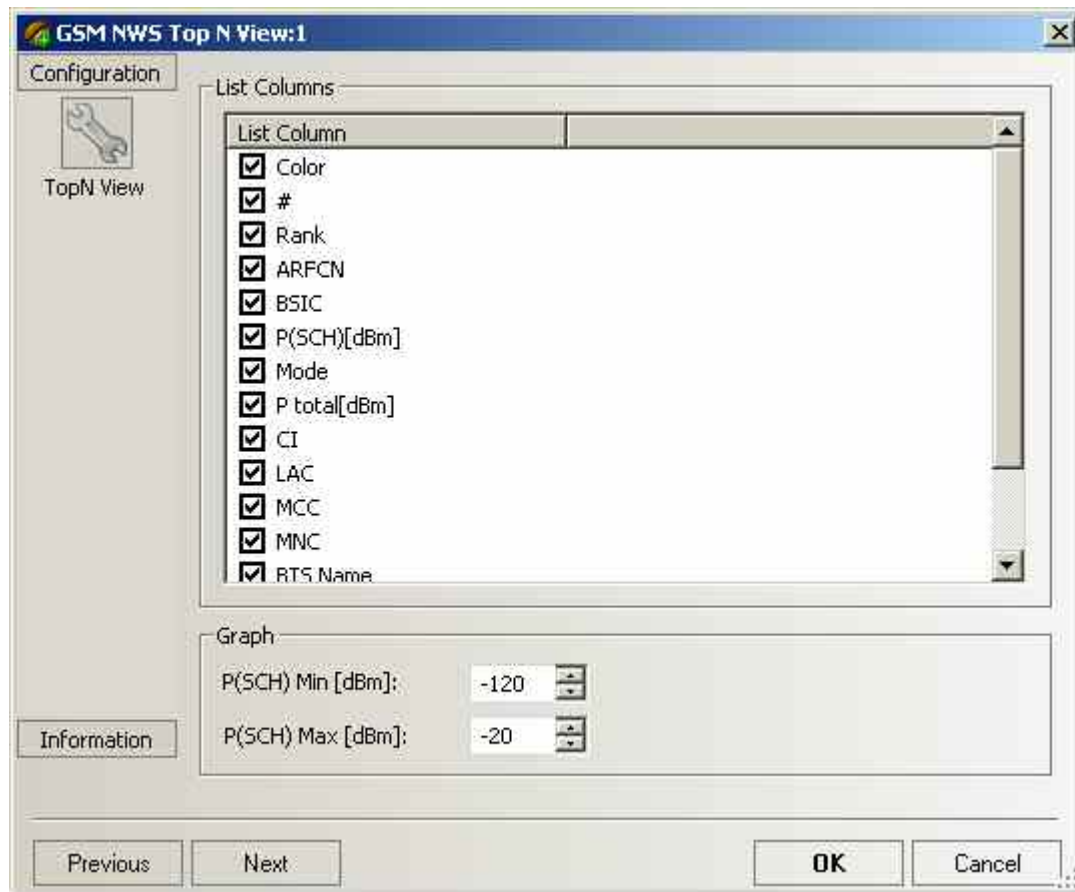 GSM NWS Top N View:1
Configuration
TopN View
List Columns
List Column
Color
#
Rank
ARFCN
BSIC
P(SCH)[dBm]
Mode
P total[dBm]
CI
LAC
MCC
MNC
BTS Name
Graph
P(SCH) Min [dBm]:
-120
P(SCH) Max [dBm]:
-20
Information
Previous
Next
OK
Cancel